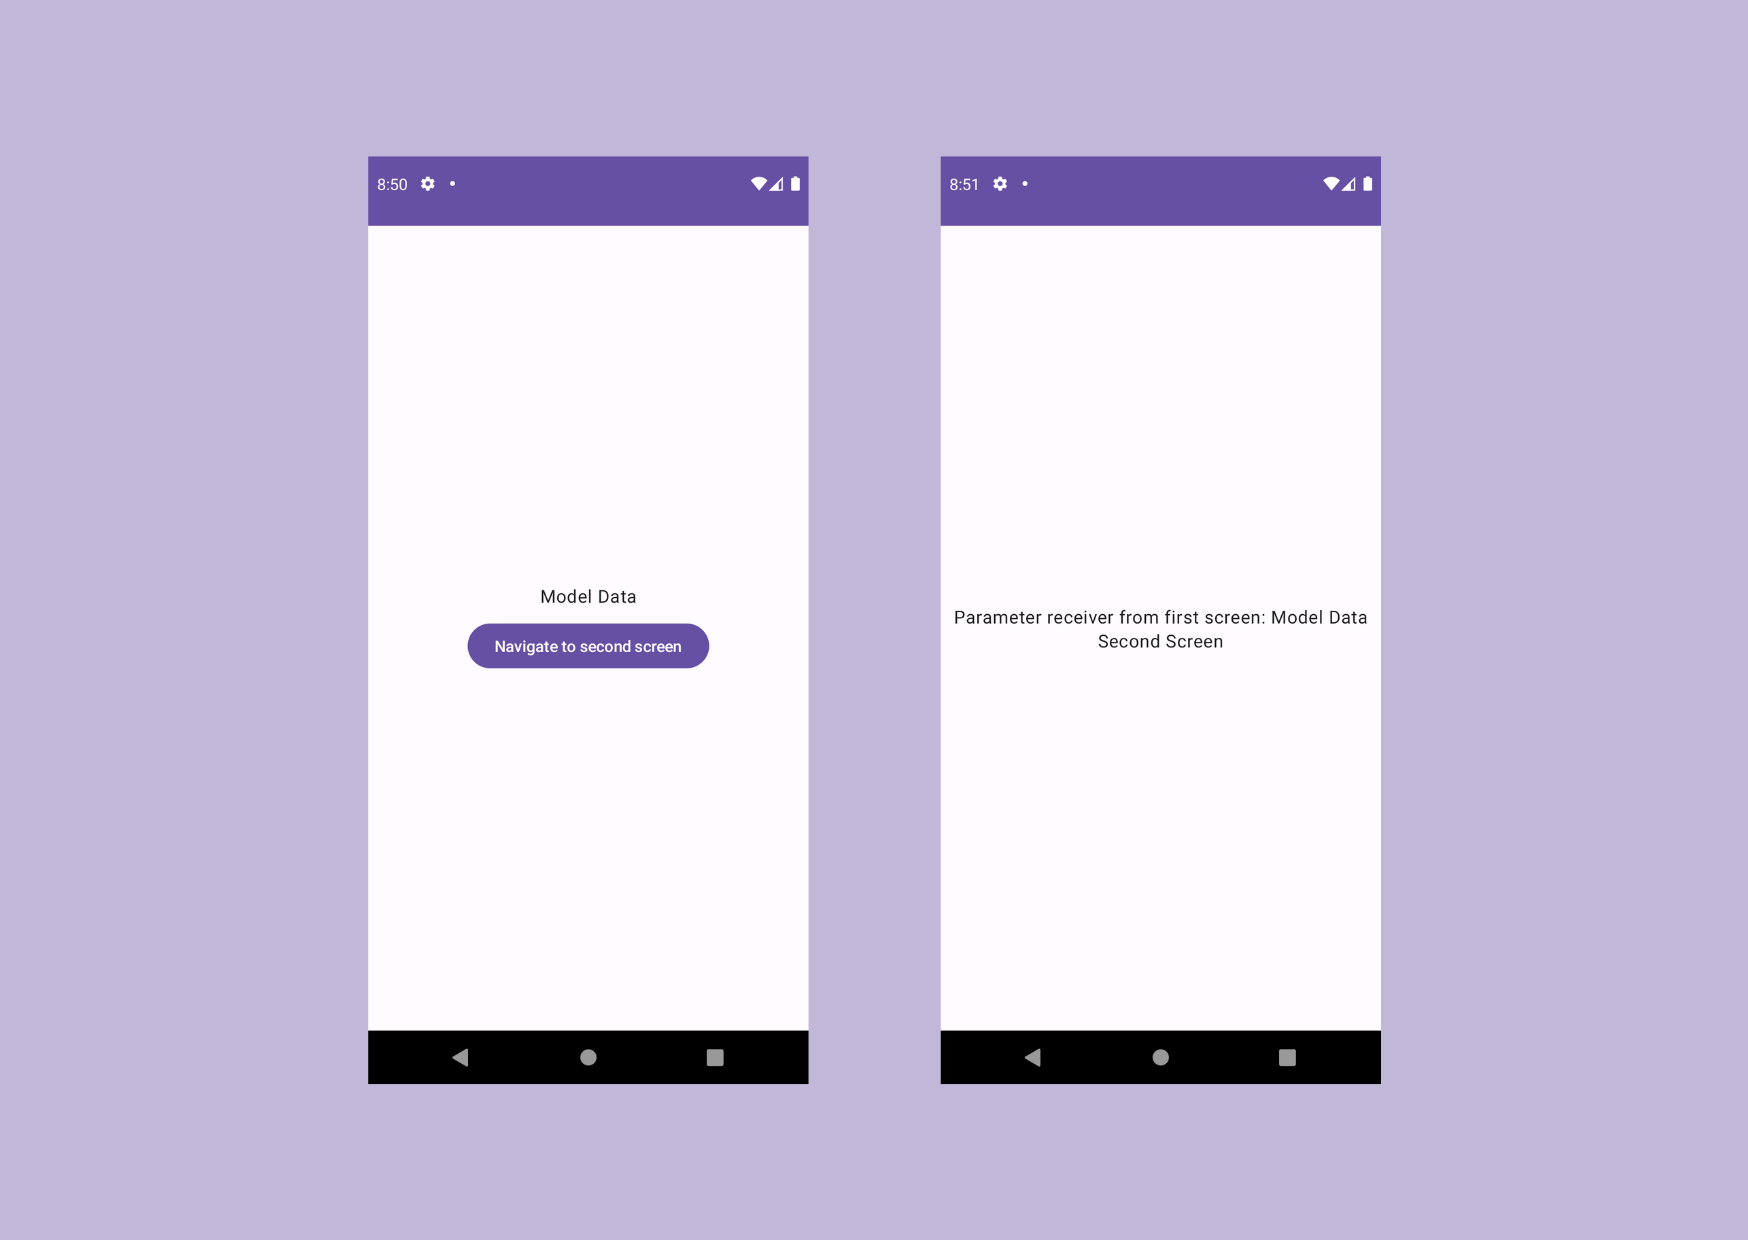 8:50
Model Data
Navigate to second screen
8:51
Parameter receiver from first screen: Model Data
Second Screen